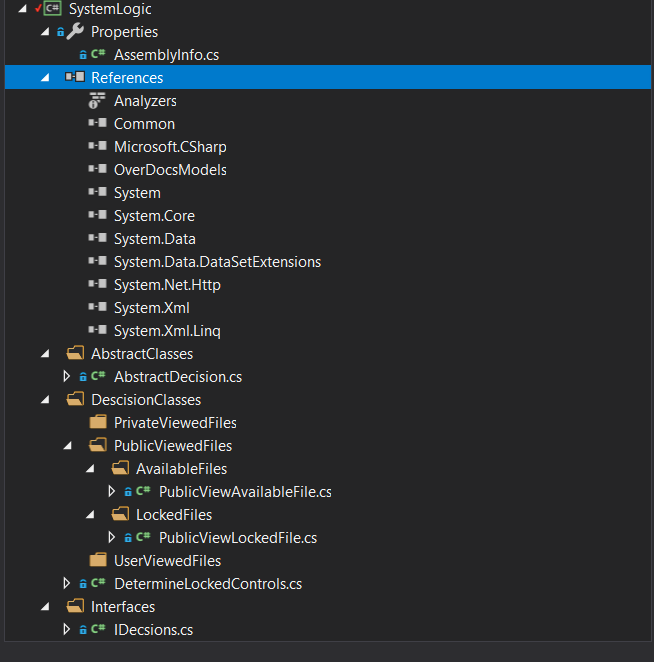 SystemLogic
Properties
C# AssemblyInfo.cs
References
Analyzers
Common
Microsoft.CSharp
OverDocsModels
System
System.Core
System.Data
System.Data.DataSetExtensions
System.Net.Http
System.Xml
System.Xml.Linq
AbstractClasses
C# AbstractDecision.cs
DescisionClasses
PrivateViewedFiles
PublicViewedFiles
AvailableFiles
C# PublicViewAvailableFile.cs
LockedFiles
C# PublicViewLockedFile.cs
UserViewedFiles
C# DetermineLockedControls.cs
Interfaces
C# IDecsions.cs